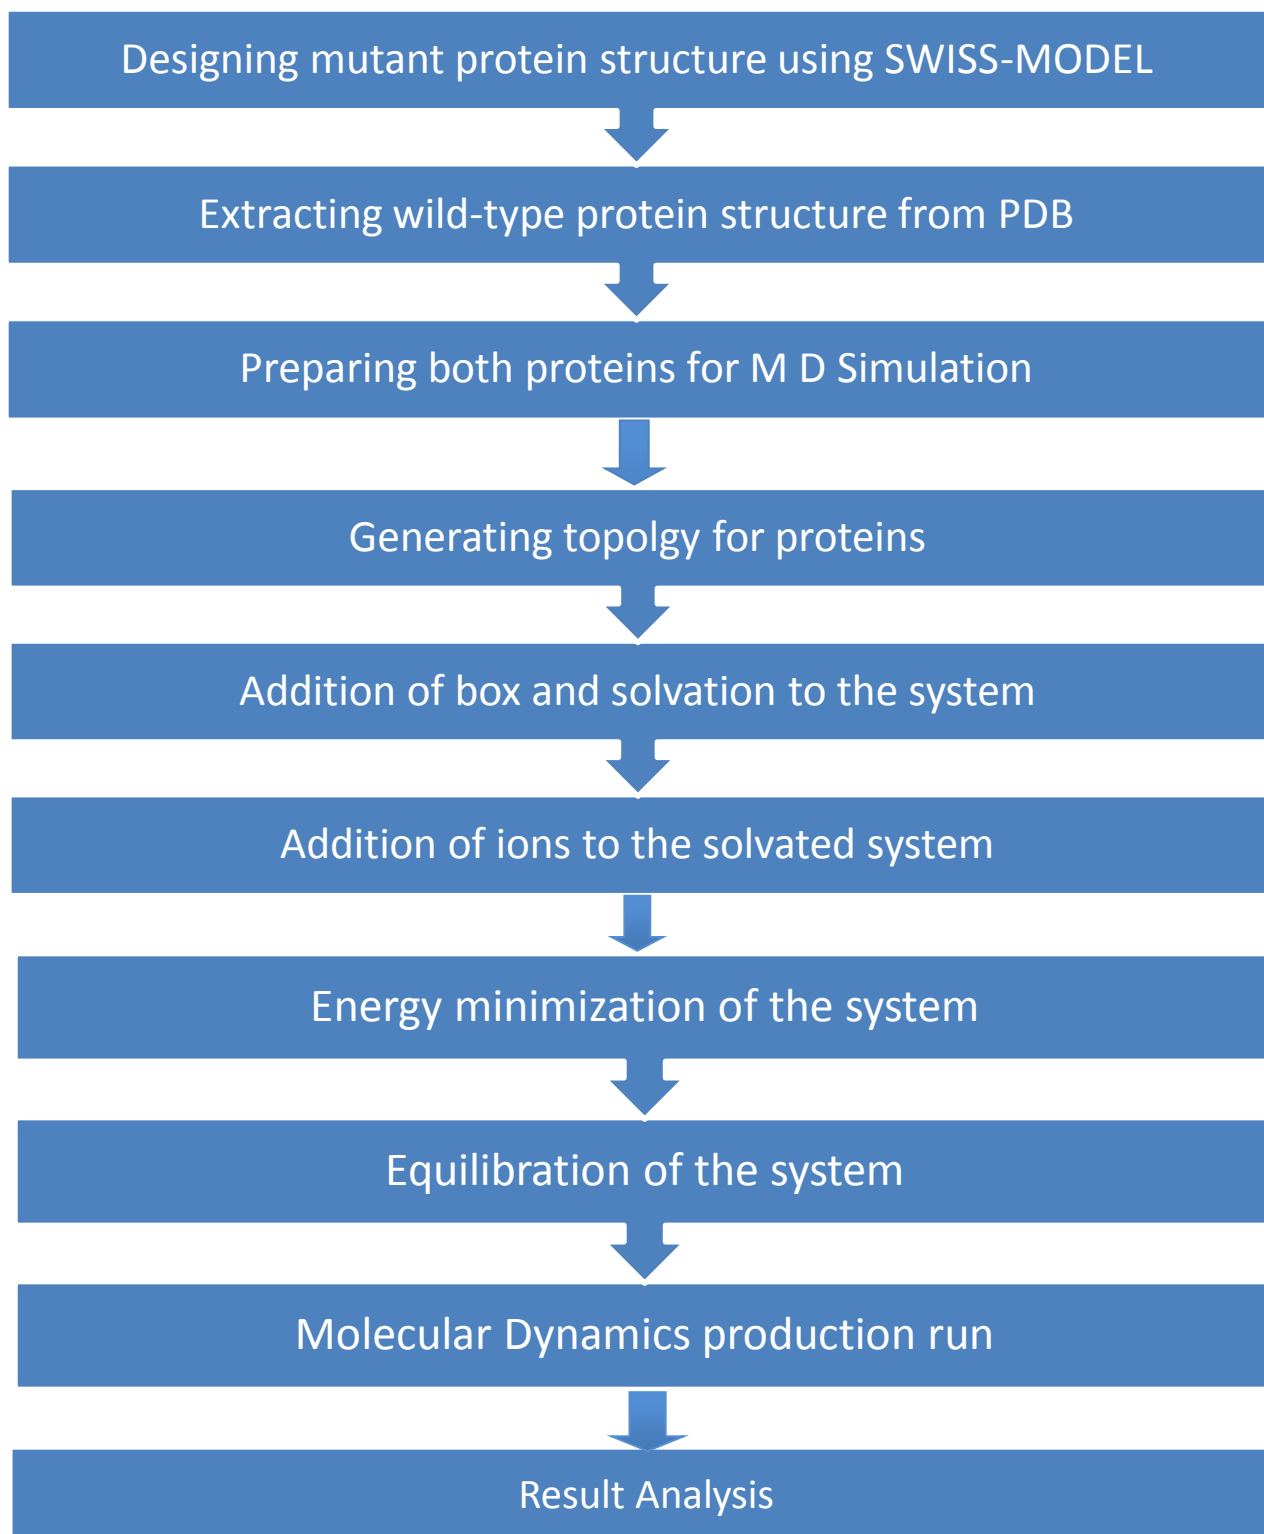 Designing mutant protein structure using SWISS-MODEL
Extracting wild-type protein structure from PDB
Preparing both proteins for M D Simulation
Generating topolgy for proteins
Addition of box and solvation to the system
Addition of ions to the solvated system
Energy minimization of the system
Equilibration of the system
Molecular Dynamics production run
Result Analysis